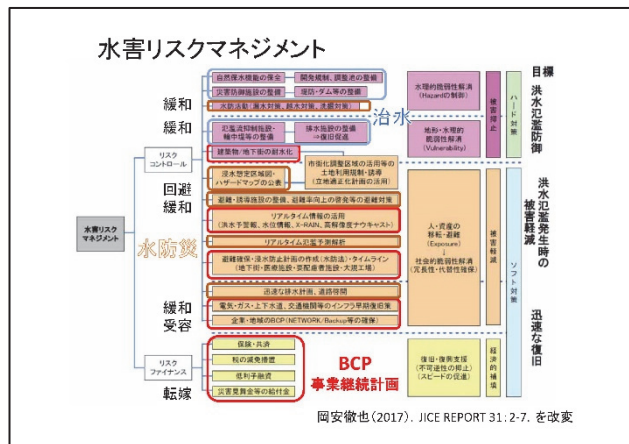 水害リスクマネジメント
目標
自然保水機能の保全
開発規制、調整池の整備
災害防御施設の整備
堤防・ダム等の整備
緩和
水防活動(漏水対策、越水対策、洗掘対策)
治水
水理的脆弱性解消
(Hazardの制御)
被害抑止
ハード対策
洪水氾濫防御
緩和
氾濫流抑制施設・
輪中堤等の整備
排水施設の整備
⇒復旧促進
地形・水理的
脆弱性解消
(Vulnerability)
建築物/地下街の耐水化
リスク
コントロール
市街化調整区域の活用等の
土地利用規制・誘導
(立地適正化計画の活用)
回避
浸水想定区域図・
ハザードマップの公表
緩和
避難・誘導施設の整備、避難率向上の啓発等の避難対策
リアルタイム情報の活用
(洪水予警報、水位情報、X-RAIN、高解像度ナウキャスト)
水害リスク
マネジメント
水防災
リアルタイム氾濫予測解析
避難確保・浸水防止計画の作成(水防法)・タイムライン
(地下街・医療施設・要配慮者施設・大規模工場)
人・資産の
移転・避難
(Exposure)
↓
社会的脆弱性解消
(冗長性・代替性確保)
被害軽減
ソフト対策
洪水氾濫発生時の
被害軽減
迅速な排水計画、道路啓開
緩和
電気・ガス・上下水道、交通機関等のインフラ早期復旧策
受容
企業・地域のBCP(NETWORK/Backup等の確保)
迅速な復旧
リスク
ファイナンス
転嫁
保険・共済
税の減免措置
低利子融資
災害見舞金等の給付金
BCP
事業継続計画
復旧・復興支援
(不可逆性の抑止)
(スピードの促進)
経済的補填
岡安徹也(2017). JICE REPORT 31: 2-7. を改変